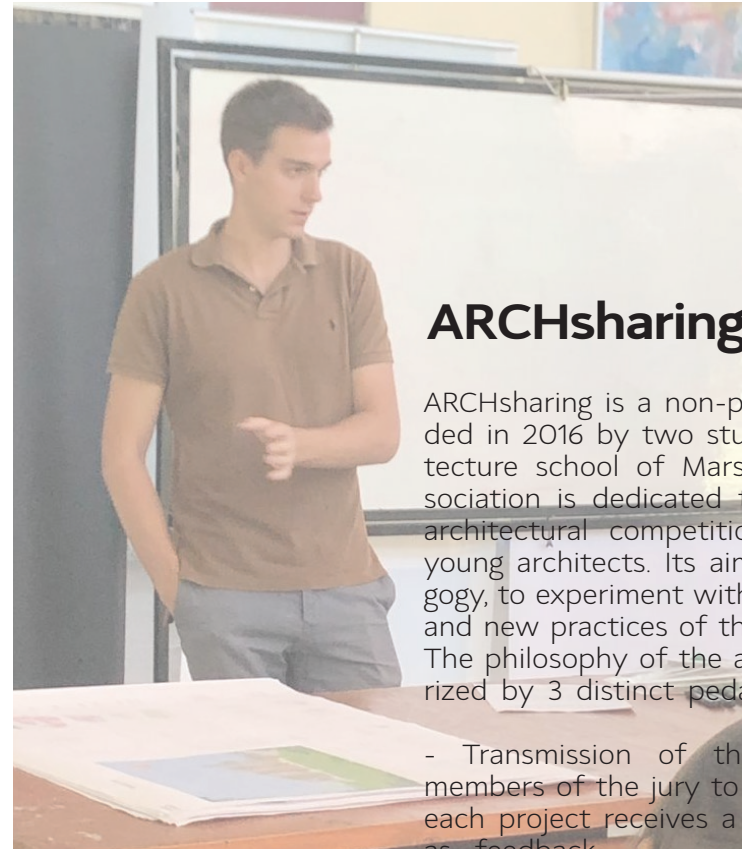 ARCHsharing
ARCHsharing is a non-p
ded in 2016 by two stu
tecture school of Mars
sociation is dedicated
architectural competitio
young architects. Its aim
gogy, to experiment with
and new practices of th
The philosophy of the a
rized by 3 distinct peda
- Transmission of th
members of the jury to
each project receives a
as feedback